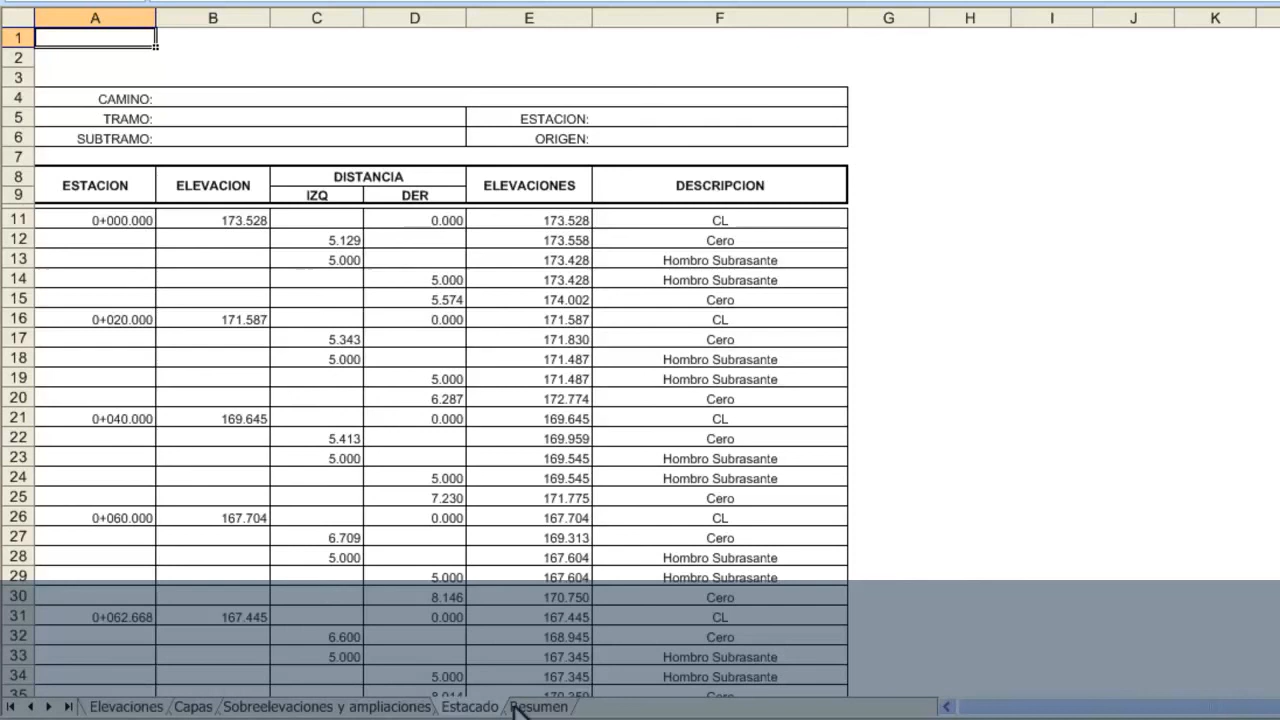 A B C D E F G H I J K
1
2
3
4 CAMINO:
5 TRAMO: ESTACION:
6 SUBTRAMO: ORIGEN:
7
8 ESTACION ELEVACION DISTANCIA ELEVACIONES DESCRIPCION
9 IZQ DER
11 0+000.000 173.528 0.000 173.528 CL
12 5.129 173.558 Cero
13 5.000 173.428 Hombro Subrasante
14 5.000 173.428 Hombro Subrasante
15 5.574 174.002 Cero
16 0+020.000 171.587 0.000 171.587 CL
17 5.343 171.830 Cero
18 5.000 171.487 Hombro Subrasante
19 5.000 171.487 Hombro Subrasante
20 6.287 172.774 Cero
21 0+040.000 169.645 0.000 169.645 CL
22 5.413 169.959 Cero
23 5.000 169.545 Hombro Subrasante
24 5.000 169.545 Hombro Subrasante
25 7.230 171.775 Cero
26 0+060.000 167.704 0.000 167.704 CL
27 6.709 169.313 Cero
28 5.000 167.604 Hombro Subrasante
29 5.000 167.604 Hombro Subrasante
30 8.146 170.750 Cero
31 0+062.668 167.445 0.000 167.445 CL
32 6.600 168.945 Cero
33 5.000 167.345 Hombro Subrasante
34 5.000 167.345 Hombro Subrasante
35 Cero
Elevaciones Capas Sobreelevaciones y ampliaciones Estacado Resumen